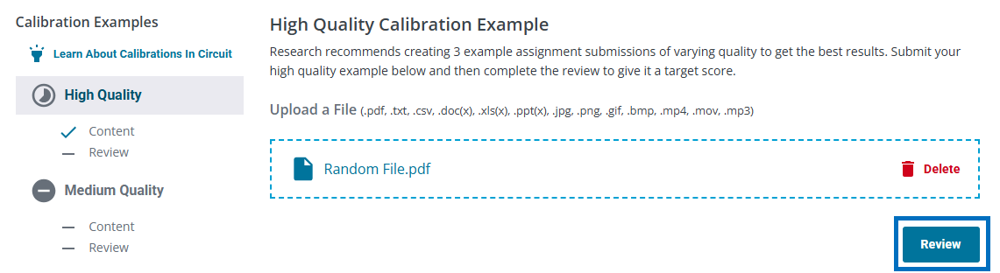 Calibration Examples
Learn About Calibrations In Circuit
High Quality
Content
Review
Medium Quality
Content
Review
High Quality Calibration Example
Research recommends creating 3 example assignment submissions of varying quality to get the best results. Submit your
high quality example below and then complete the review to give it a target score.
Upload a File (.pdf, .txt, .csv, .doc(x), .xls(x), .ppt(x), .jpg, .png, .gif, .bmp, .mp4, .mov, .mp3)
Random File.pdf Delete
Review